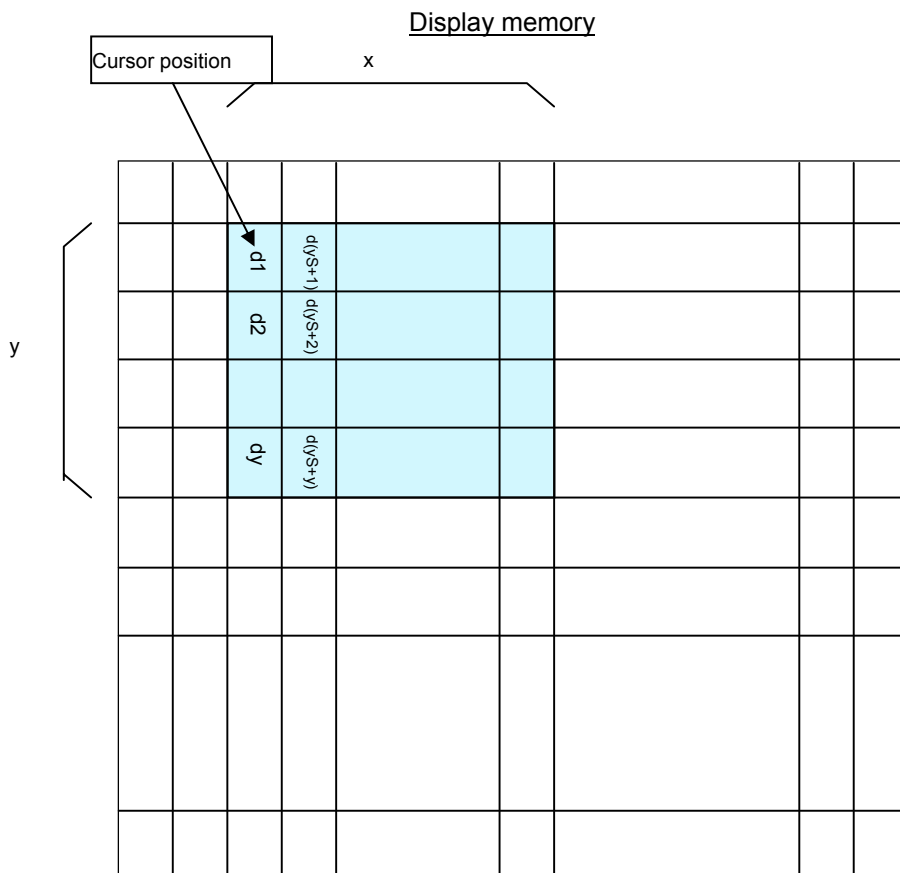 Display memory
Cursor position
x
y
d1
d(yS+1)
d2
d(yS+2)
dy
d(yS+y)